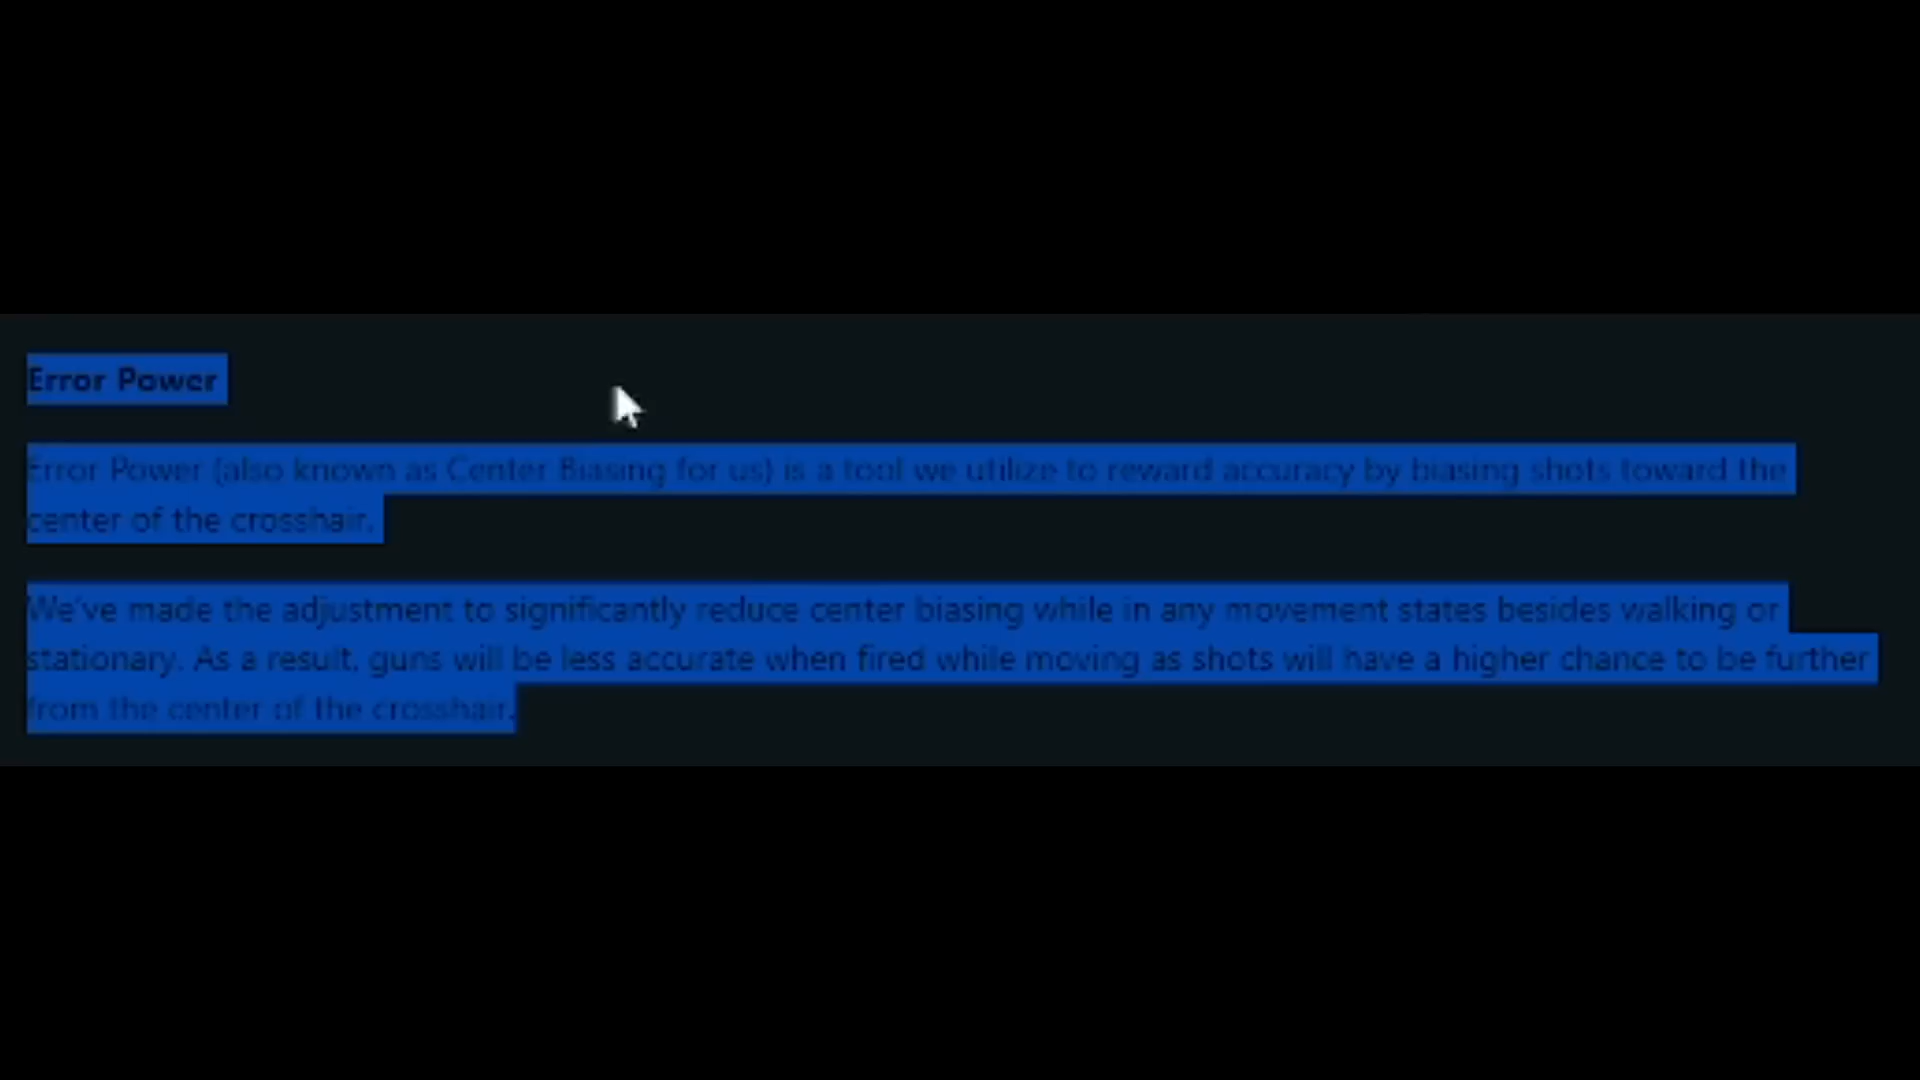 Error Power
Error Power (also known as Center Biasing for us) is a tool we utilize to reward accuracy by biasing shots toward the
center of the crosshair.
We've made the adjustment to significantly reduce center biasing while in any movement states besides walking or
stationary. As a result, guns will be less accurate when fired while moving as shots will have a higher chance to be further
from the center of the crosshair.